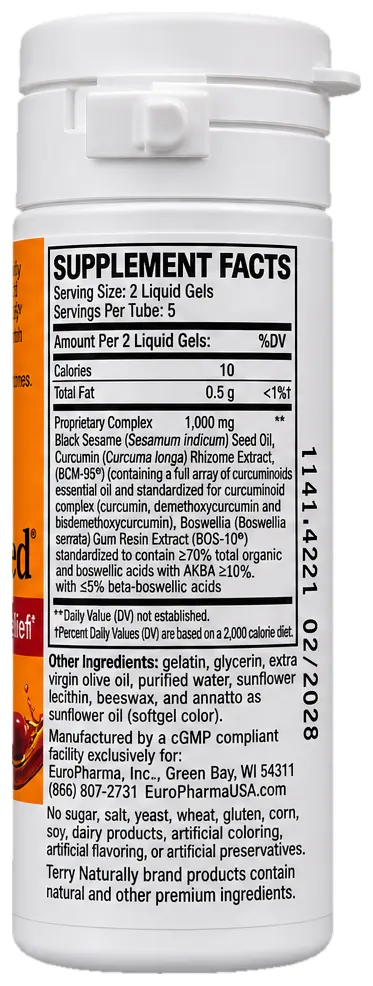 SUPPLEMENT FACTS
Serving Size: 2 Liquid Gels
Servings Per Tube: 5
Amount Per 2 Liquid Gels: %DV
Calories 10
Total Fat 0.5 g <1%†
Proprietary Complex 1,000 mg **
Black Sesame (Sesamum indicum) Seed Oil,
Curcumin (Curcuma longa) Rhizome Extract,
(BCM-95®) (containing a full array of curcuminoids
essential oil and standardized for curcuminoid
complex (curcumin, demethoxycurcumin and
bisdemethoxycurcumin), Boswellia (Boswellia
serrata) Gum Resin Extract (BOS-10®)
standardized to contain ≥70% total organic
and boswellic acids with AKBA ≥10%.
with ≤5% beta-boswellic acids
**Daily Value (DV) not established.
†Percent Daily Values (DV) are based on a 2,000 calorie diet.
Other Ingredients: gelatin, glycerin, extra
virgin olive oil, purified water, sunflower
lecithin, beeswax, and annatto as
sunflower oil (softgel color).
Manufactured by a cGMP compliant
facility exclusively for:
EuroPharma, Inc.., Green Bay, WI 54311
(866) 807-2731 EuroPharmaUSA.com
No sugar, salt, yeast, wheat, gluten, corn,
soy, dairy products, artificial coloring,
artificial flavoring, or artificial preservatives.
Terry Naturally brand products contain
natural and other premium ingredients.
1141.4221 02/2028